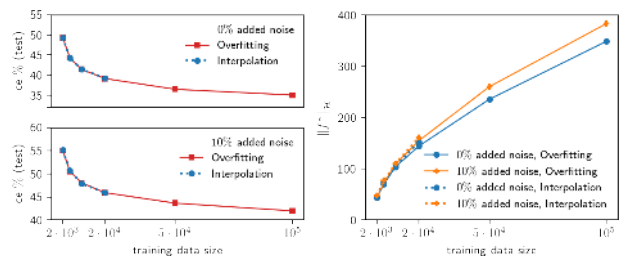 55
50
45
40
35
ce % (test)
0% added noise
Overfitting
Interpolation
60
55
50
45
40
ce % (test)
10% added noise
Overfitting
Interpolation
2 · 10³
2 · 10⁴
5 · 10⁴
10⁵
training data size
400
300
200
100
0
0% added noise, Overfitting
10% added noise, Overfitting
0% added noise, Interpolation
10% added noise, Interpolation
2 · 10³
2 · 10⁴
5 · 10⁴
10⁵
training data size